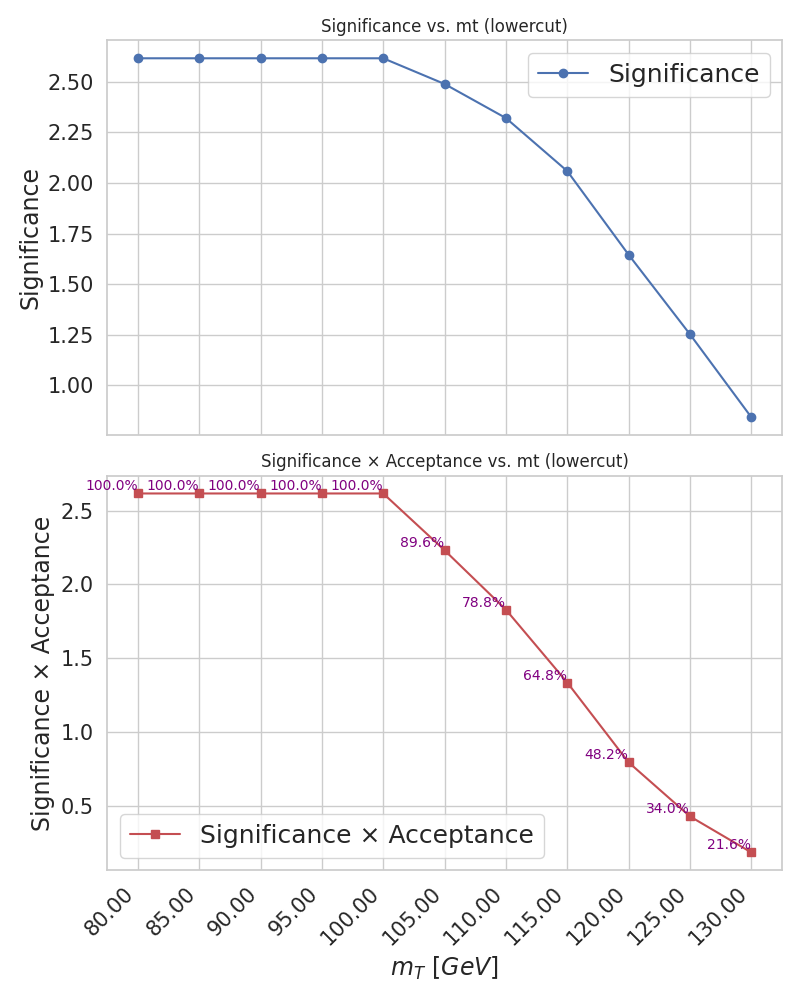 Significance vs. mt (lowercut)
Significance
2.50
2.25
2.00
1.75
1.50
1.25
1.00
Significance
Significance × Acceptance vs. mt (lowercut)
100.0% 100.0% 100.0% 100.0% 100.0%
89.6%
78.8%
64.8%
48.2%
34.0%
21.6%
2.5
2.0
1.5
1.0
0.5
Significance × Acceptance
Significance × Acceptance
80.00 85.00 90.00 95.00 100.00 105.00 110.00 115.00 120.00 125.00 130.00
m_T [GeV]